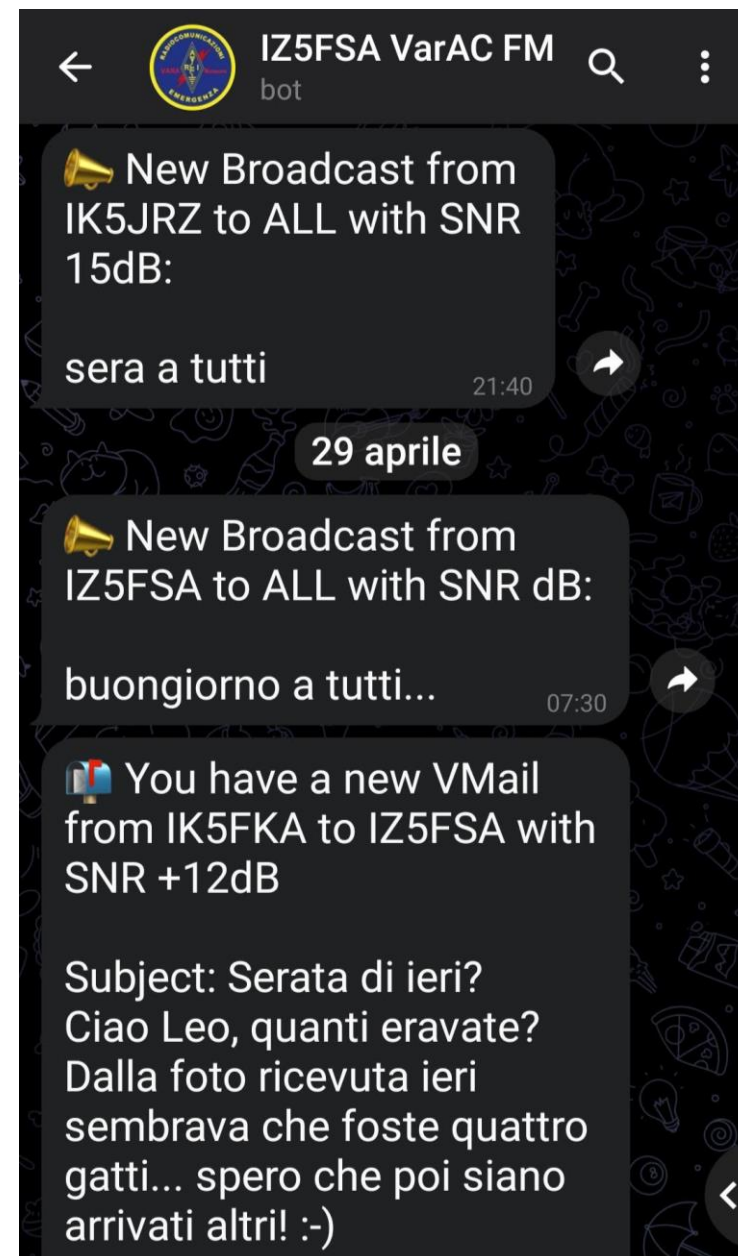 IZ5FSA VarAC FM
bot
📣 New Broadcast from
IK5JRZ to ALL with SNR
15dB:
sera a tutti
21:40
29 aprile
📣 New Broadcast from
IZ5FSA to ALL with SNR dB:
buongiorno a tutti...
07:30
📬 You have a new VMail
from IK5FKA to IZ5FSA with
SNR +12dB
Subject: Serata di ieri?
Ciao Leo, quanti eravate?
Dalla foto ricevuta ieri
sembrava che foste quattro
gatti... spero che poi siano
arrivati altri! :-)